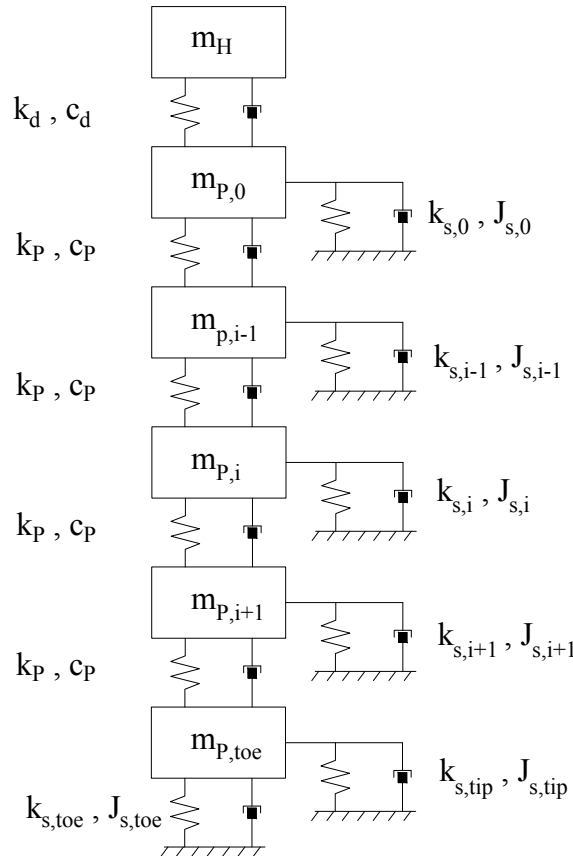 m_H
k_d , c_d
m_P,0
k_s,0 , J_s,0
k_P , c_P
m_p,i-1
k_s,i-1 , J_s,i-1
k_P , c_P
m_P,i
k_s,i , J_s,i
k_P , c_P
m_P,i+1
k_s,i+1 , J_s,i+1
k_P , c_P
m_P,toe
k_s,tip , J_s,tip
k_s,toe , J_s,toe